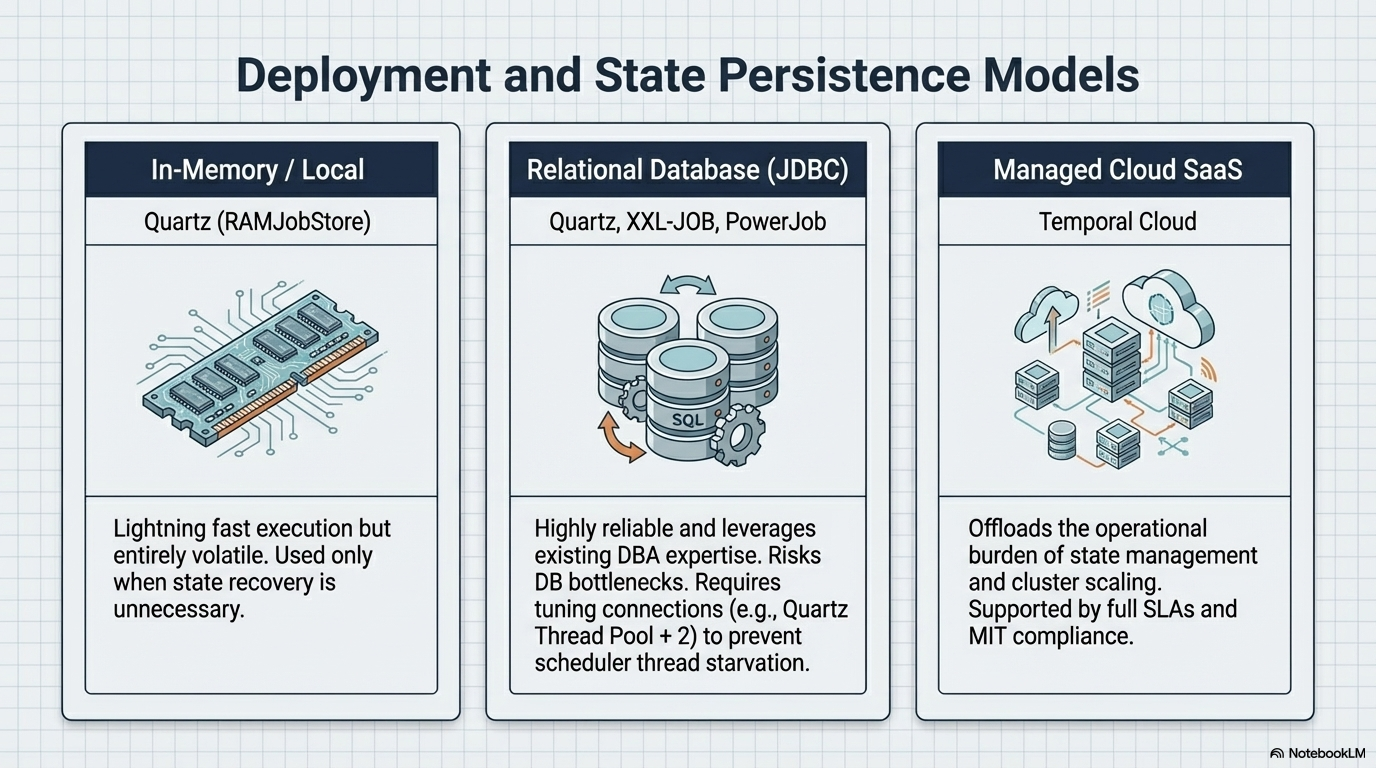 Deployment and State Persistence Models
In-Memory / Local
Quartz (RAMJobStore)
Lightning fast execution but
entirely volatile. Used only
when state recovery is
unnecessary.
Relational Database (JDBC)
Quartz, XXL-JOB, PowerJob
SQL
Highly reliable and leverages
existing DBA expertise. Risks
DB bottlenecks. Requires
tuning connections (e.g., Quartz
Thread Pool + 2) to prevent
scheduler thread starvation.
Managed Cloud SaaS
Temporal Cloud
Offloads the operational
burden of state management
and cluster scaling.
Supported by full SLAs and
MIT compliance.
NotebookLM